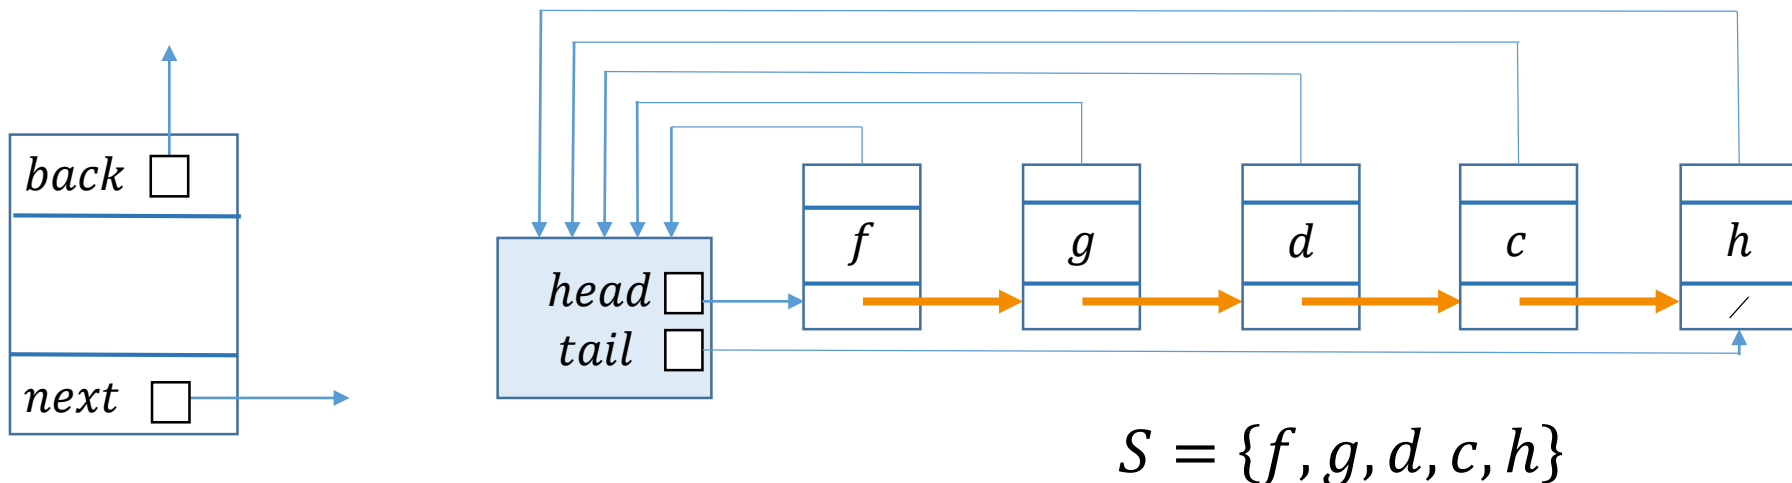 back
next
head
tail
f g d c h
/
S = {f, g, d, c, h}